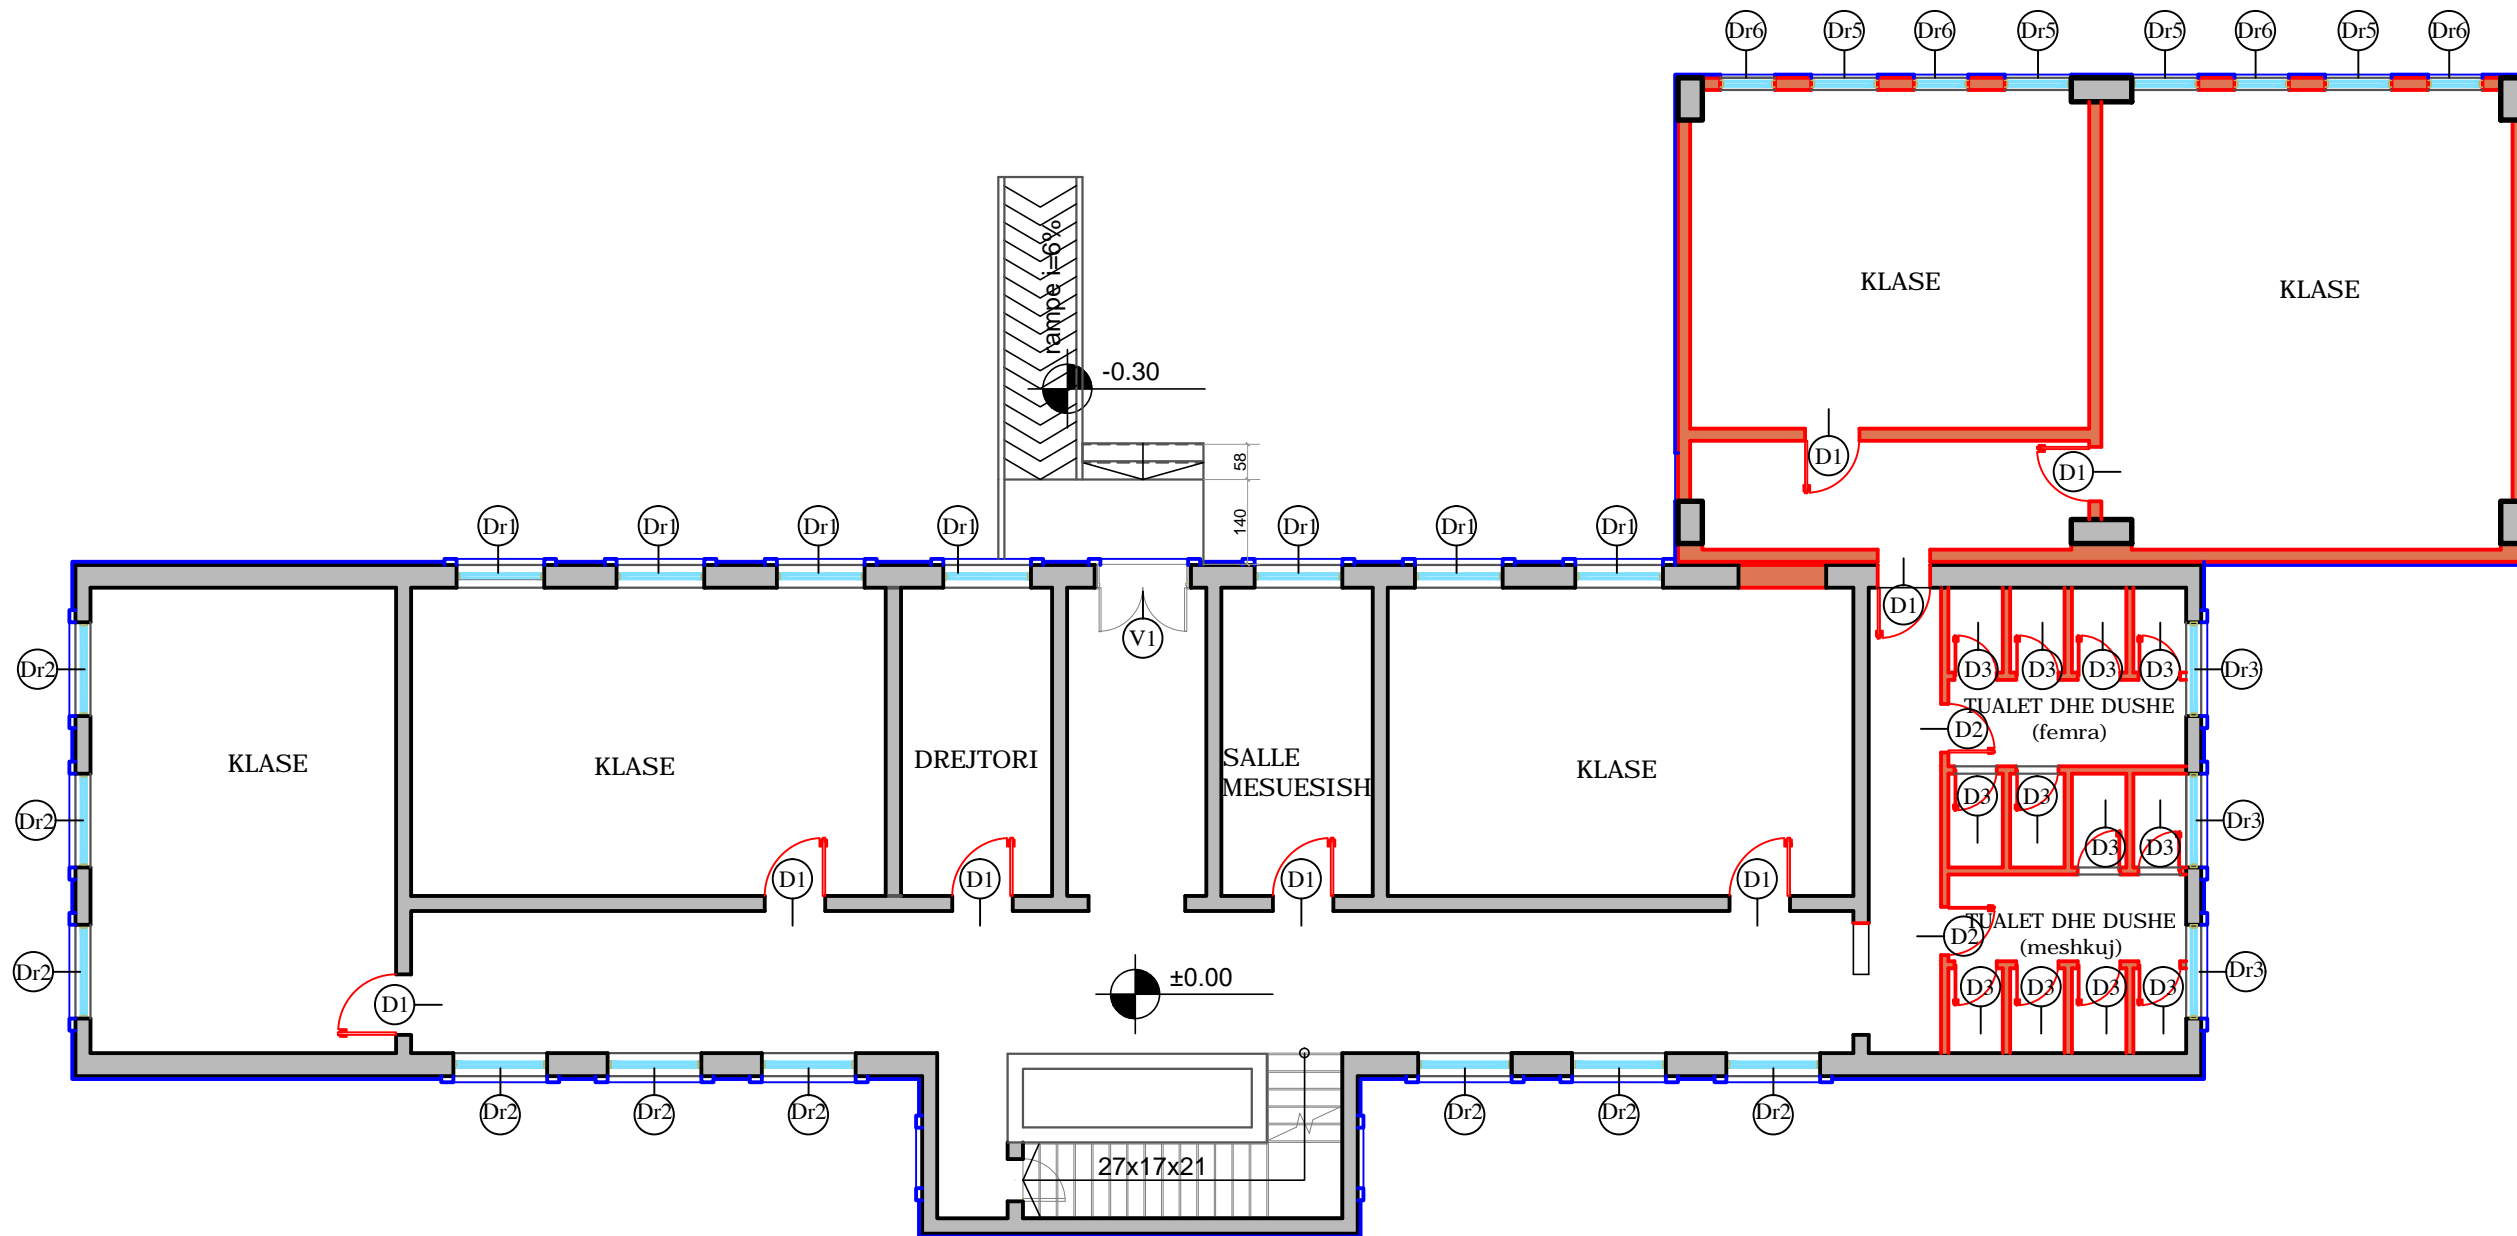 Dr6 Dr5 Dr6 Dr5 Dr5 Dr6 Dr5 Dr6
rampe i=6%
KLASE KLASE
-0.30
58
D1 D1
140
Dr1 Dr1 Dr1 Dr1 Dr1 Dr1 Dr1
D1
V1
Dr2 D3 D3 D3 D3 Dr3
TUALET DHE DUSHE
(femra)
D2
KLASE KLASE DREJTORI SALLE
MESUESISH
KLASE
D3 D3
Dr2 Dr3
D3 D3
D1 D1 D1 D1
TUALET DHE DUSHE
(meshkuj)
D2
Dr2 ±0.00 Dr3
D3 D3 D3 D3
D1
Dr2 Dr2 Dr2 Dr2 Dr2 Dr2
27x17x21